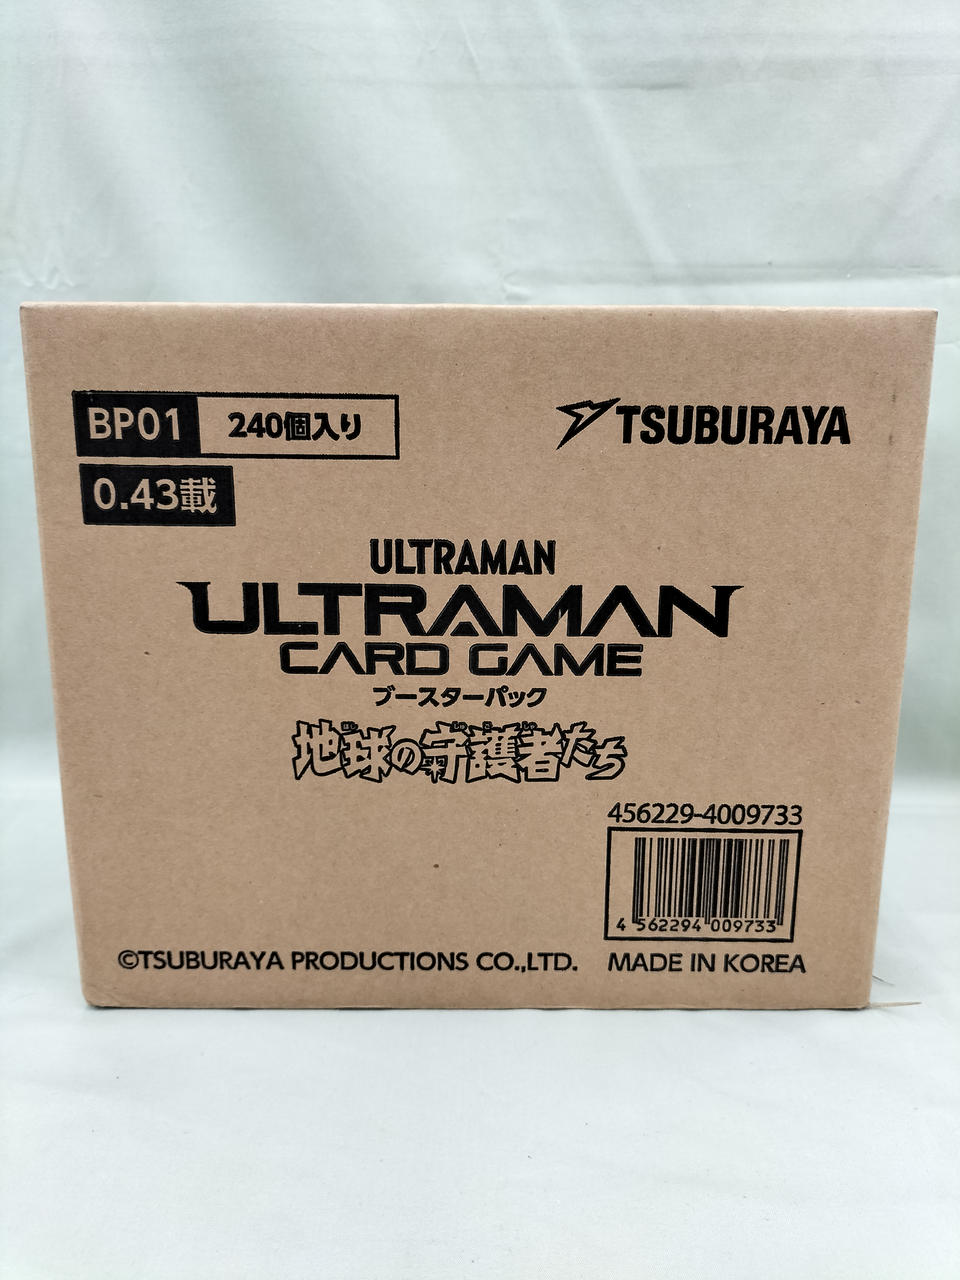 BP01 240個入り
TSUBURAYA
0.43載
ULTRAMAN
ULTRAMAN
CARD GAME
ブースターパック
地球の守護者たち
456229-4009733
4 562294 009733
©TSUBURAYA PRODUCTIONS CO.,LTD. MADE IN KOREA